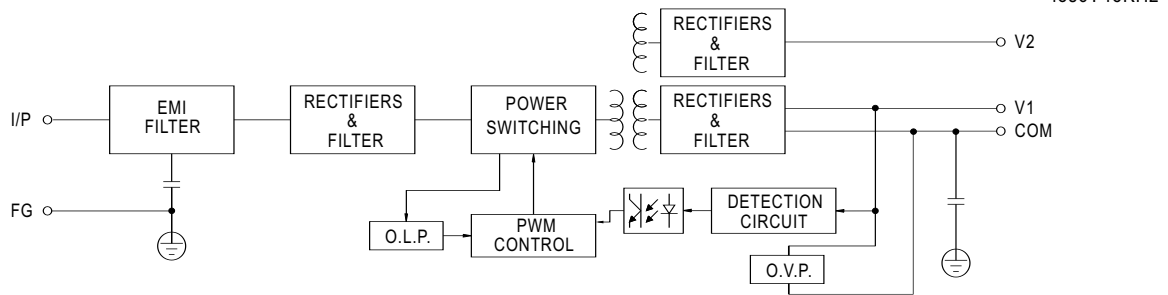 RECTIFIERS
&
FILTER
V2
I/P
EMI
FILTER
RECTIFIERS
&
FILTER
POWER
SWITCHING
RECTIFIERS
&
FILTER
V1
COM
FG
O.L.P.
PWM
CONTROL
DETECTION
CIRCUIT
O.V.P.